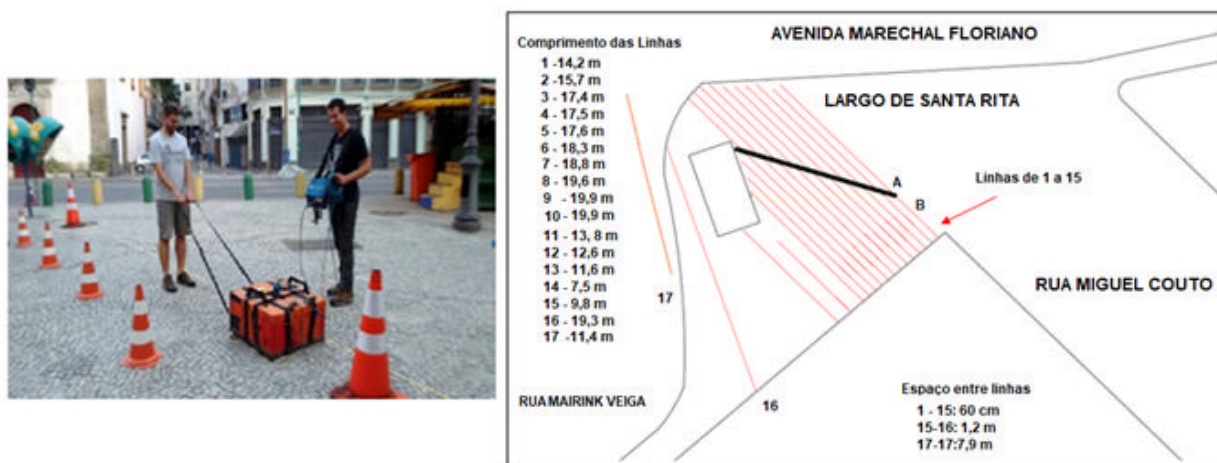 AVENIDA MARECHAL FLORIANO
Comprimento das Linhas
1 -14,2 m
2 -15,7 m
3 - 17,4 m
4 - 17,5 m
5 - 17,6 m
6 - 18,3 m
7 - 18,8 m
8 - 19,6 m
9 - 19,9 m
10 - 19,9 m
11 - 13, 8 m
12 - 12,6 m
13 - 11,6 m
14 - 7,5 m
15 - 9,8 m
16 - 19,3 m
17 -11,4 m
LARGO DE SANTA RITA
A
B
Linhas de 1 a 15
RUA MIGUEL COUTO
17
16
RUA MAIRINK VEIGA
Espaço entre linhas
1 - 15: 60 cm
15-16: 1,2 m
17-17:7,9 m